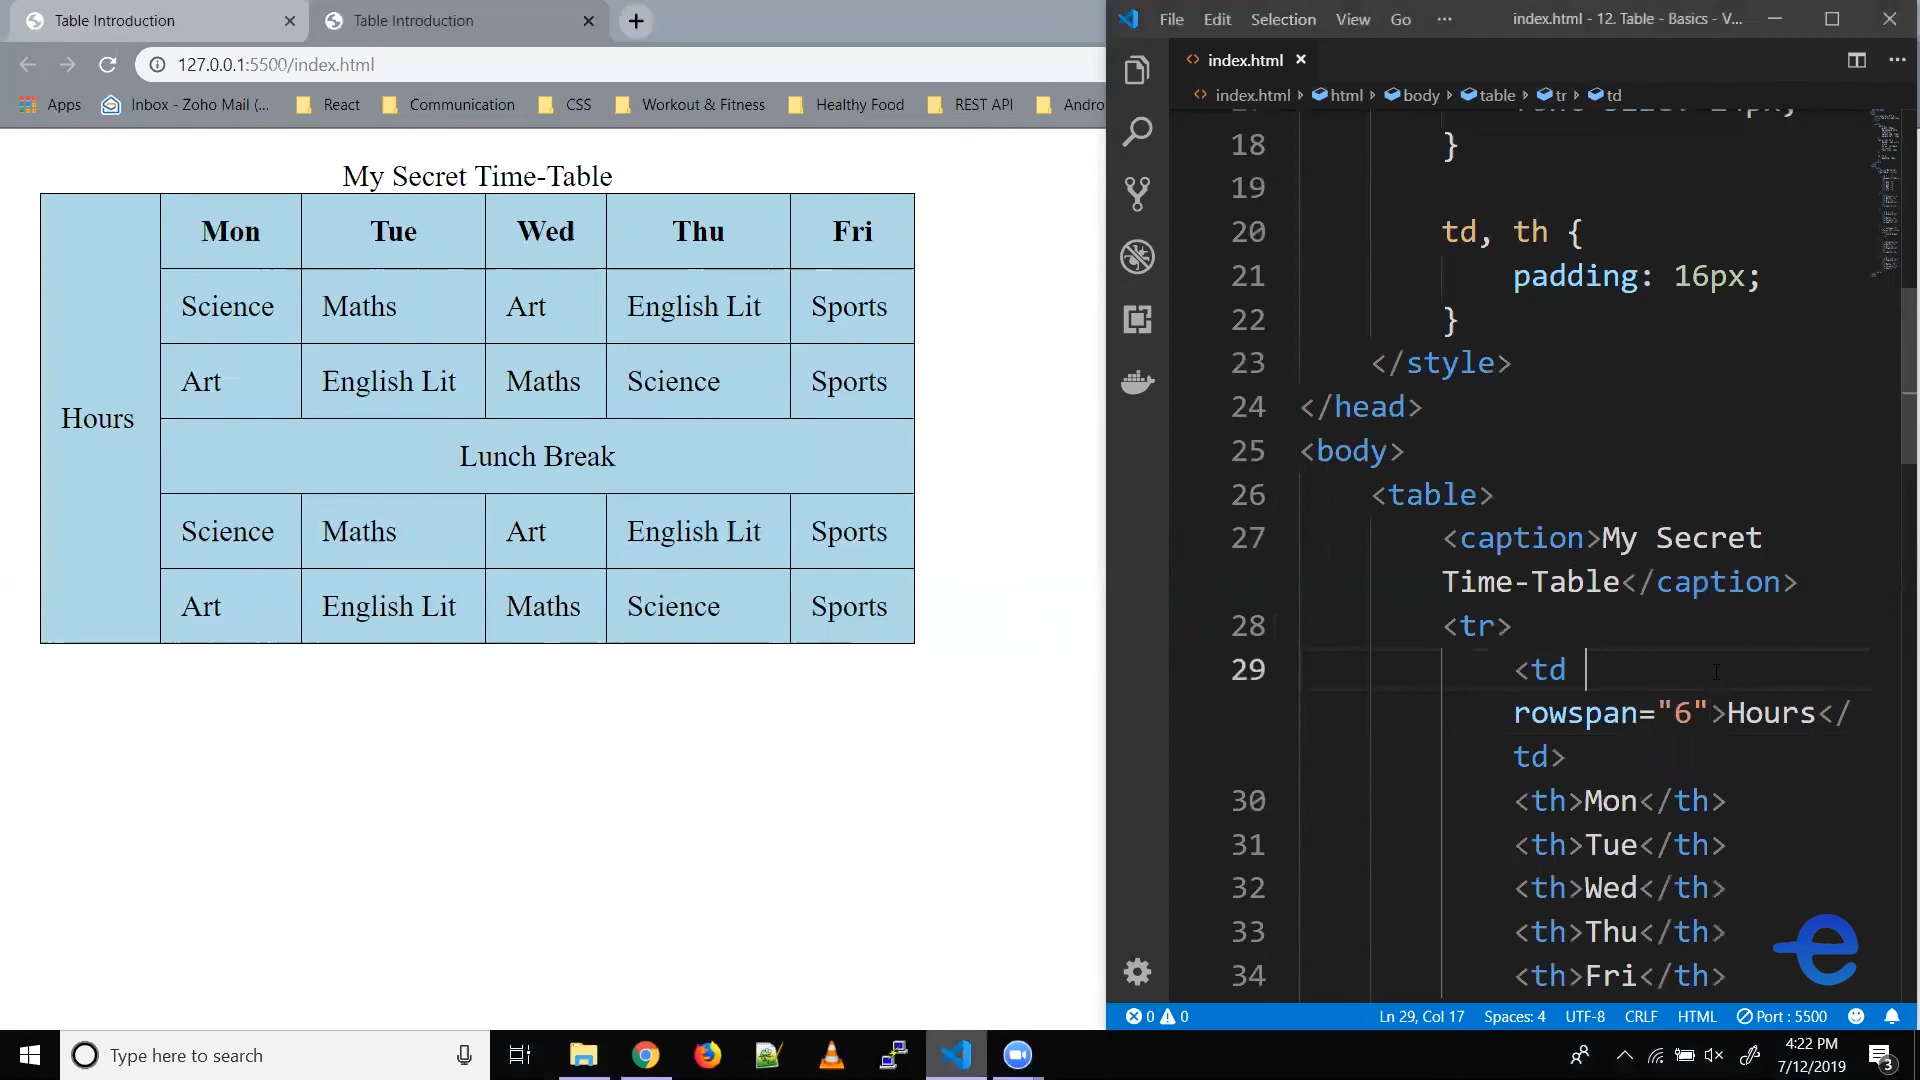 Table Introduction
Table Introduction
127.0.0.1:5500/index.html
Apps
Inbox - Zoho Mail (...
React
Communication
CSS
Workout & Fitness
Healthy Food
REST API
Andro
My Secret Time-Table
Hours
Mon Tue Wed Thu Fri
Science Maths Art English Lit Sports
Art English Lit Maths Science Sports
Lunch Break
Science Maths Art English Lit Sports
Art English Lit Maths Science Sports
File Edit Selection View Go ··· index.html - 12. Table - Basics - V...
index.html
index.html › html › body › table › tr › td
18 }
19
20 td, th {
21 padding: 16px;
22 }
23 </style>
24 </head>
25 <body>
26 <table>
27 <caption>My Secret
Time-Table</caption>
28 <tr>
29 <td
rowspan="6">Hours</
td>
30 <th>Mon</th>
31 <th>Tue</th>
32 <th>Wed</th>
33 <th>Thu</th>
34 <th>Fri</th>
0 0 Ln 29, Col 17 Spaces: 4 UTF-8 CRLF HTML Port : 5500
Type here to search
4:22 PM
7/12/2019
3